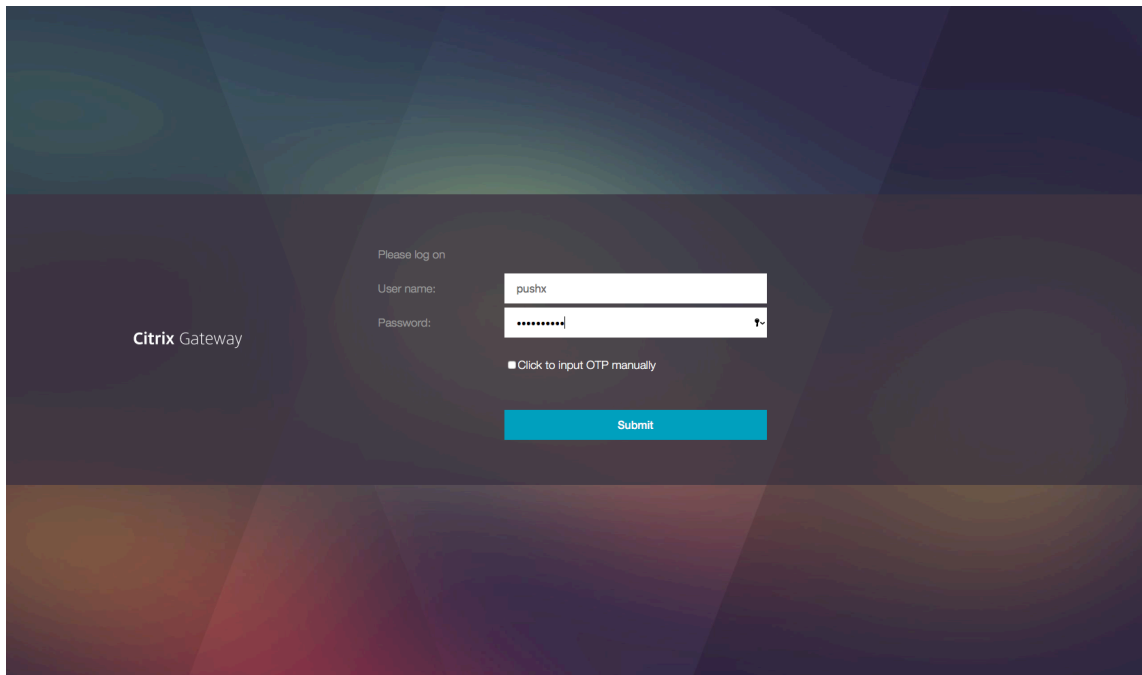 Please log on
User name:
pushx
Password:
••••••••••
Citrix Gateway
Click to input OTP manually
Submit